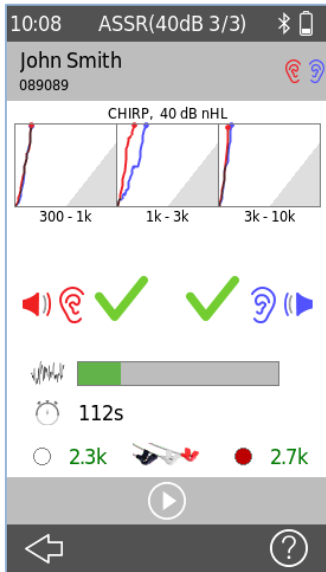 10:08 ASSR(40dB 3/3)
John Smith
089089
CHIRP, 40 dB nHL
300 - 1k 1k - 3k 3k - 10k
112s
2.3k 2.7k
?